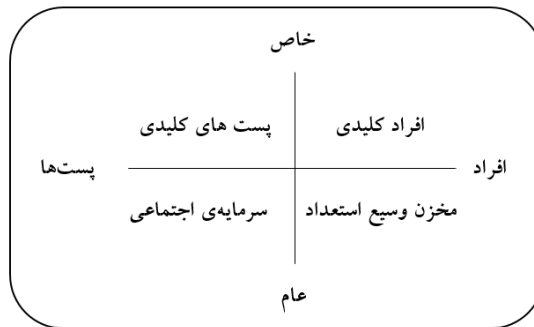 خاص
افراد کلیدی
پست های کلیدی
افراد
پست‌ها
مخزن وسیع استعداد
سرمایه‌ی اجتماعی
عام